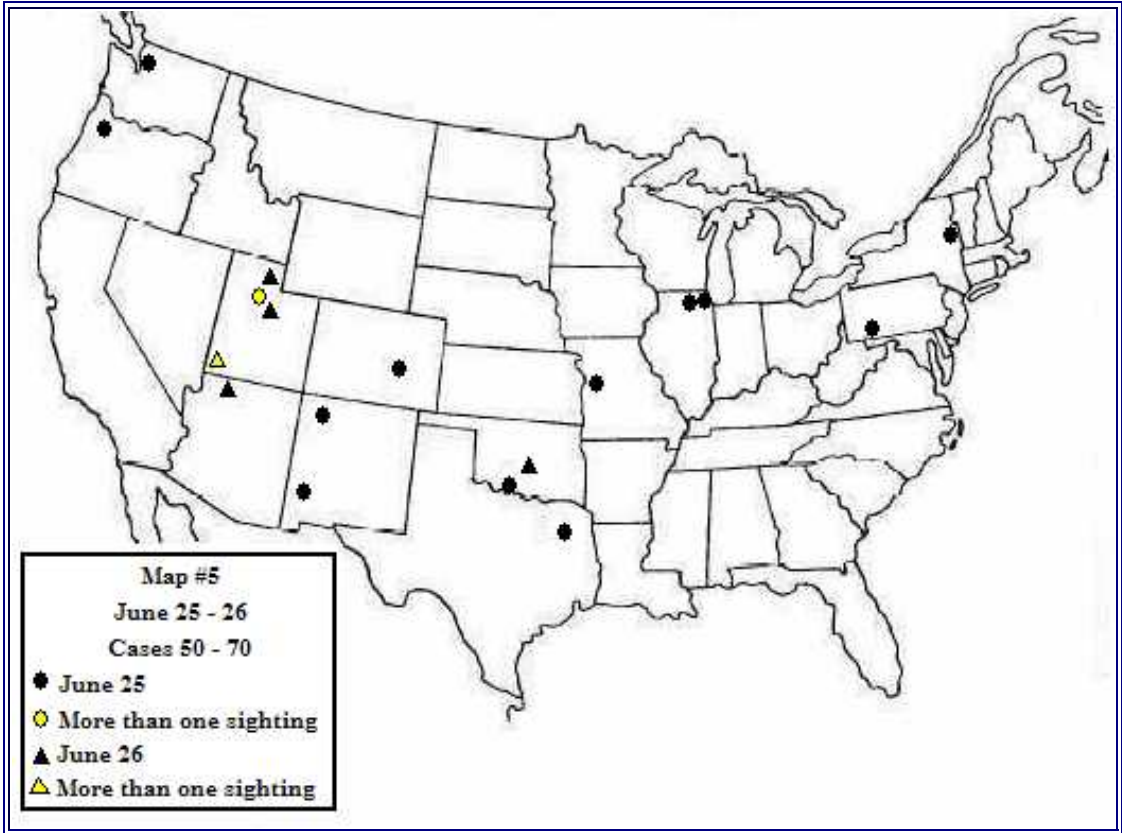 Map #5
June 25 - 26
Cases 50 - 70
June 25
More than one sighting
June 26
More than one sighting